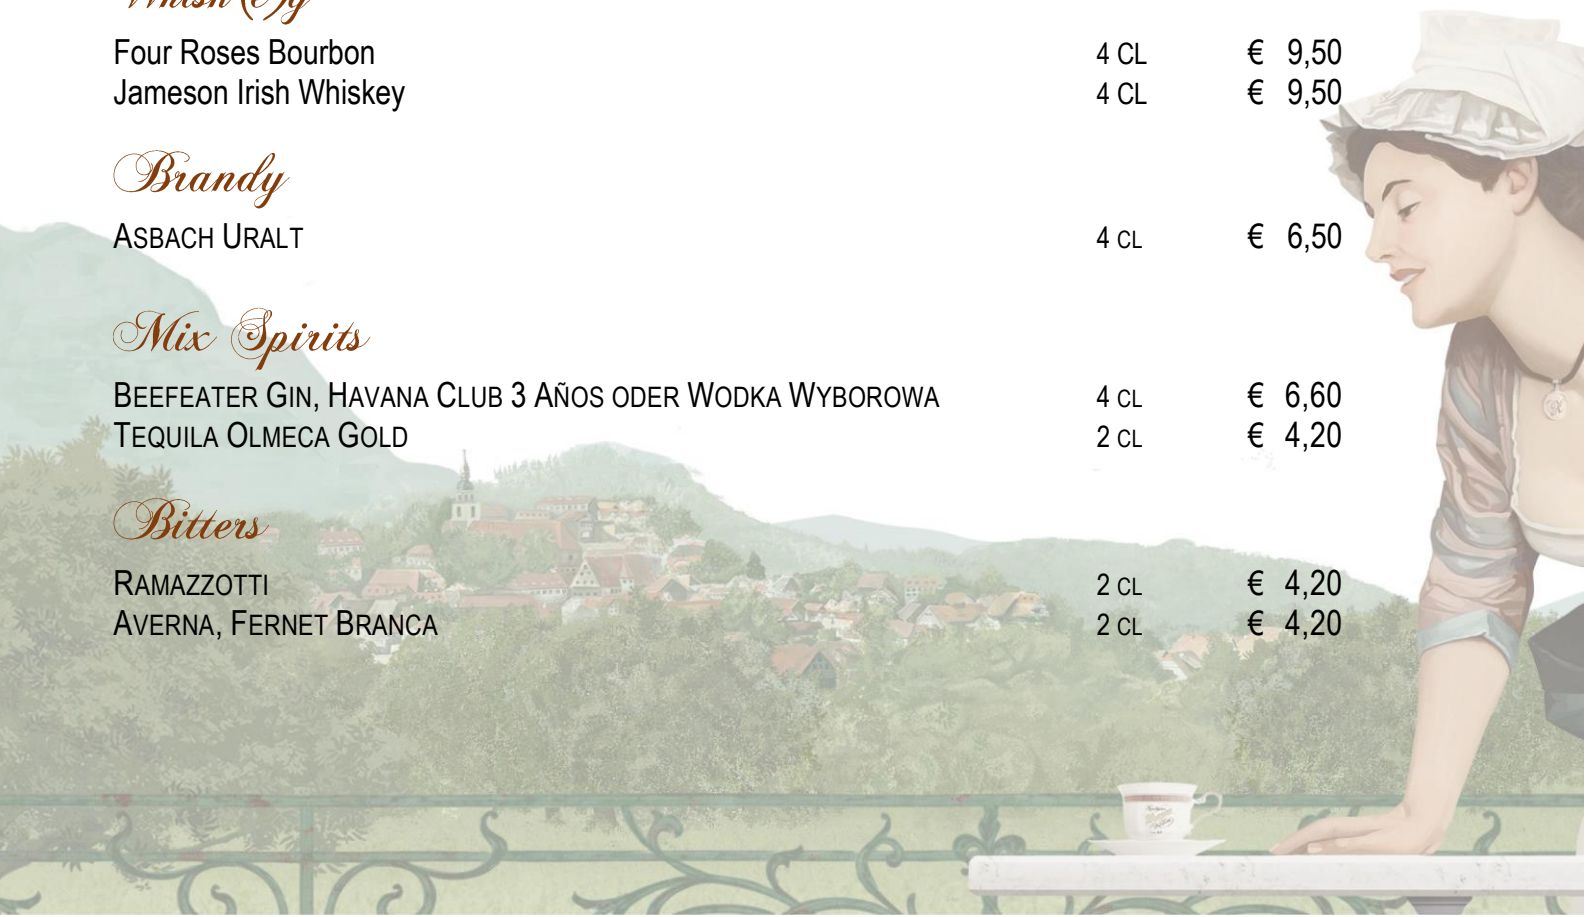 Whisk(e)y
Four Roses Bourbon 4 CL € 9,50
Jameson Irish Whiskey 4 CL € 9,50
Brandy
ASBACH URALT 4 CL € 6,50
Mix Spirits
BEEFEATER GIN, HAVANA CLUB 3 AÑOS ODER WODKA WYBOROWA 4 CL € 6,60
TEQUILA OLMECA GOLD 2 CL € 4,20
Bitters
RAMAZZOTTI 2 CL € 4,20
AVERNA, FERNET BRANCA 2 CL € 4,20